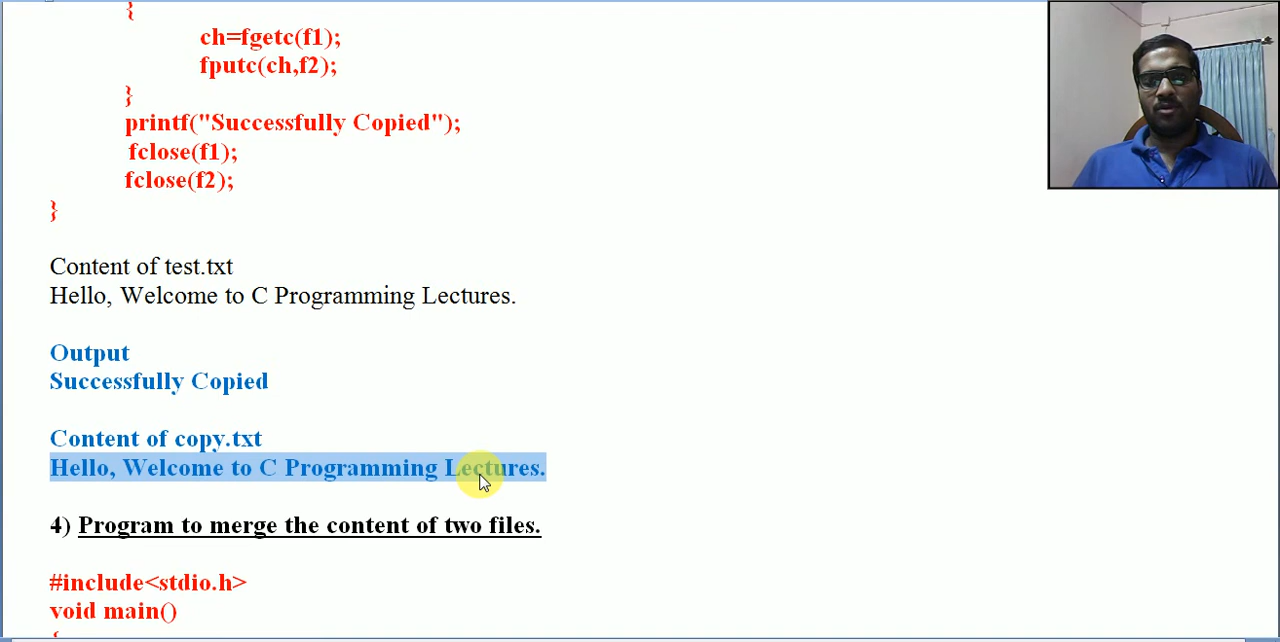 {
ch=fgetc(f1);
fputc(ch,f2);
}
printf("Successfully Copied");
fclose(f1);
fclose(f2);
}
Content of test.txt
Hello, Welcome to C Programming Lectures.
Output
Successfully Copied
Content of copy.txt
Hello, Welcome to C Programming Lectures.
4) Program to merge the content of two files.
#include<stdio.h>
void main()
{